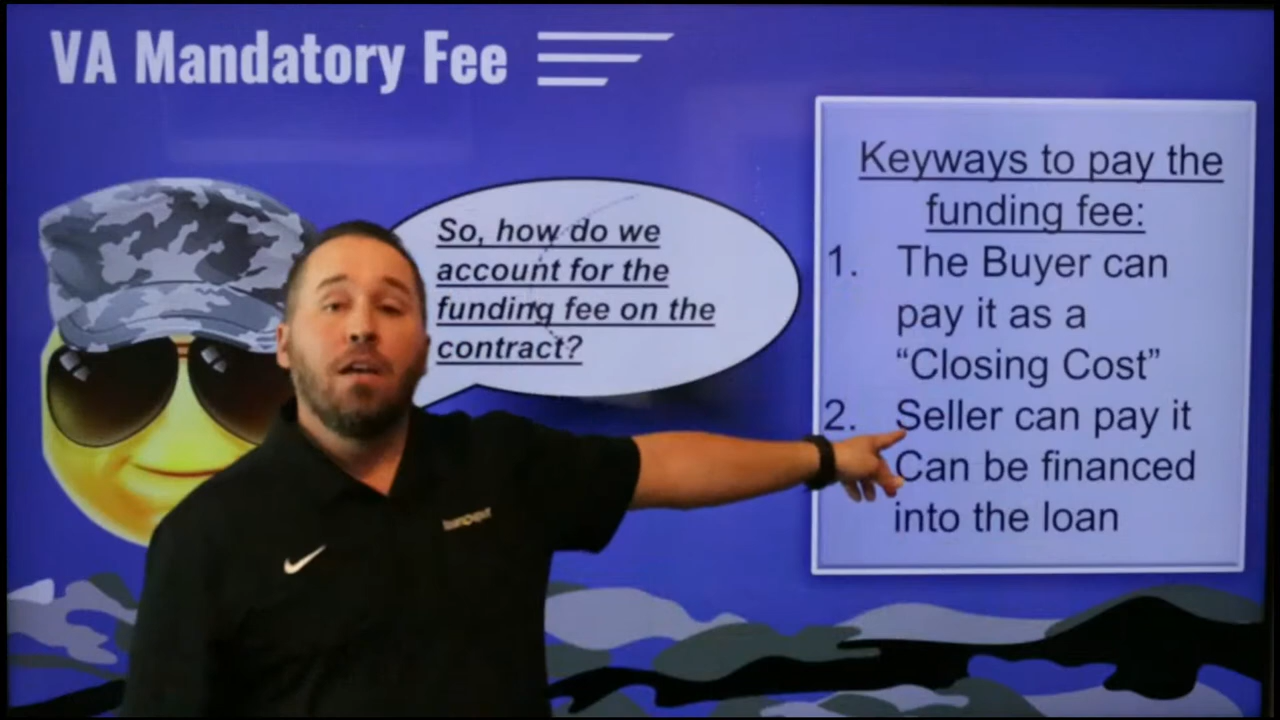 VA Mandatory Fee
So, how do we
account for the
funding fee on the
contract?
Keyways to pay the
funding fee:
1. The Buyer can
pay it as a
“Closing Cost”
2. Seller can pay it
Can be financed
into the loan